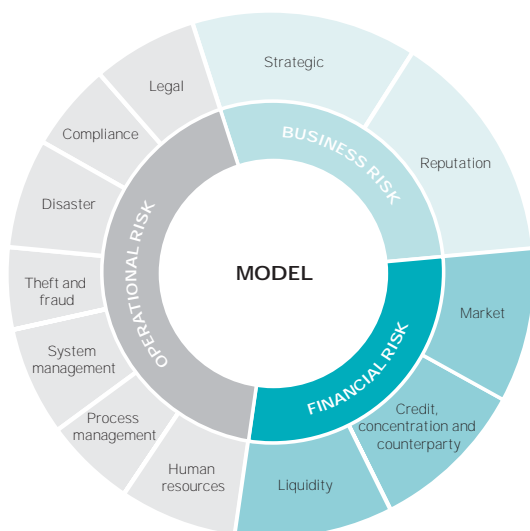 Strategic
Legal
BUSINESS RISK
Compliance
Reputation
Disaster
OPERATIONAL RISK
MODEL
Theft and
fraud
Market
System
management
FINANCIAL RISK
Credit,
concentration and
counterparty
Process
management
Human
resources
Liquidity